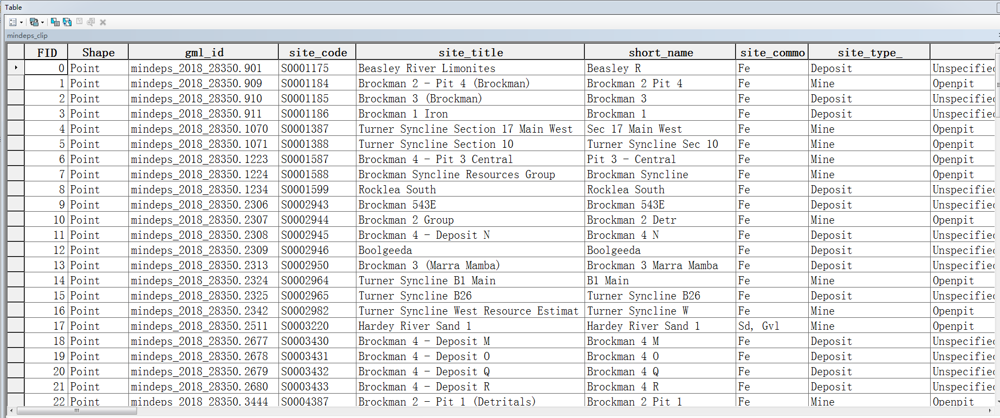 Table
mindeps_clip
FID Shape gml_id site_code site_title short_name site_commo site_type_
0 Point mindeps_2018_28350.901 S0001175 Beasley River Limonites Beasley R Fe Deposit Unspecified
1 Point mindeps_2018_28350.909 S0001184 Brockman 2 - Pit 4 (Brockman) Brockman 2 Pit 4 Fe Mine Openpit
2 Point mindeps_2018_28350.910 S0001185 Brockman 3 (Brockman) Brockman 3 Fe Deposit Unspecified
3 Point mindeps_2018_28350.911 S0001186 Brockman 1 Iron Brockman 1 Fe Deposit Unspecified
4 Point mindeps_2018_28350.1070 S0001387 Turner Syncline Section 17 Main West Sec 17 Main West Fe Mine Openpit
5 Point mindeps_2018_28350.1071 S0001388 Turner Syncline Section 10 Turner Syncline Sec 10 Fe Mine Openpit
6 Point mindeps_2018_28350.1223 S0001587 Brockman 4 - Pit 3 Central Pit 3 - Central Fe Mine Openpit
7 Point mindeps_2018_28350.1224 S0001588 Brockman Syncline Resources Group Brockman Syncline Fe Mine Openpit
8 Point mindeps_2018_28350.1234 S0001599 Rocklea South Rocklea South Fe Deposit Unspecified
9 Point mindeps_2018_28350.2306 S0002943 Brockman 543E Brockman 543E Fe Deposit Unspecified
10 Point mindeps_2018_28350.2307 S0002944 Brockman 2 Group Brockman 2 Detr Fe Mine Openpit
11 Point mindeps_2018_28350.2308 S0002945 Brockman 4 - Deposit N Brockman 4 N Fe Deposit Unspecified
12 Point mindeps_2018_28350.2309 S0002946 Boolgeeda Boolgeeda Fe Deposit Unspecified
13 Point mindeps_2018_28350.2313 S0002950 Brockman 3 (Marra Mamba) Brockman 3 Marra Mamba Fe Deposit Unspecified
14 Point mindeps_2018_28350.2324 S0002964 Turner Syncline B1 Main B1 Main Fe Mine Openpit
15 Point mindeps_2018_28350.2325 S0002965 Turner Syncline B26 Turner Syncline B26 Fe Deposit Unspecified
16 Point mindeps_2018_28350.2342 S0002982 Turner Syncline West Resource Estimat Turner Syncline W Fe Mine Openpit
17 Point mindeps_2018_28350.2511 S0003220 Hardey River Sand 1 Hardey River Sand 1 Sd, Gvl Mine Openpit
18 Point mindeps_2018_28350.2677 S0003430 Brockman 4 - Deposit M Brockman 4 M Fe Deposit Unspecified
19 Point mindeps_2018_28350.2678 S0003431 Brockman 4 - Deposit O Brockman 4 O Fe Deposit Unspecified
20 Point mindeps_2018_28350.2679 S0003432 Brockman 4 - Deposit Q Brockman 4 Q Fe Deposit Unspecified
21 Point mindeps_2018_28350.2680 S0003433 Brockman 4 - Deposit R Brockman 4 R Fe Deposit Unspecified
22 Point mindeps_2018_28350.3444 S0004387 Brockman 2 - Pit 1 (Detritals) Brockman 2 Pit 1 Fe Mine Openpit